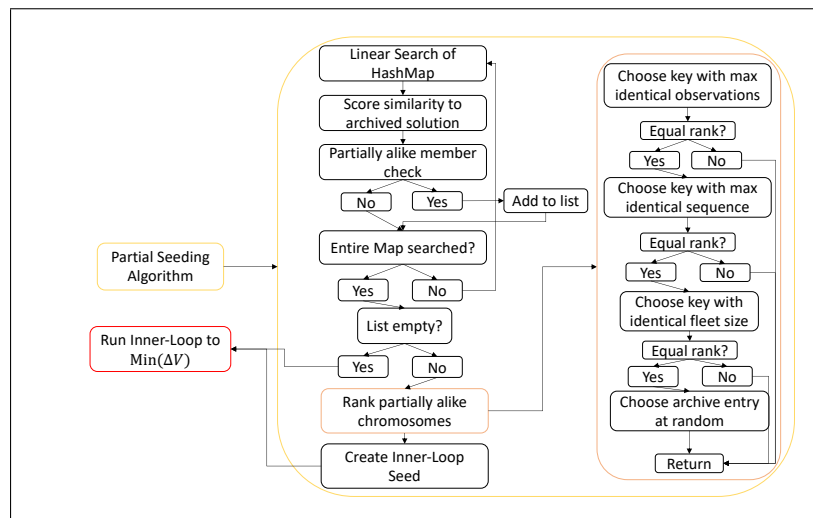 Linear Search of
HashMap
Score similarity to
archived solution
Partially alike member
check
No
Yes
Add to list
Entire Map searched?
Yes
No
List empty?
Yes
No
Rank partially alike
chromosomes
Create Inner-Loop
Seed
Partial Seeding
Algorithm
Run Inner-Loop to
Min(ΔV)
Choose key with max
identical observations
Equal rank?
Yes
No
Choose key with max
identical sequence
Equal rank?
Yes
No
Choose key with
identical fleet size
Equal rank?
Yes
No
Choose archive entry
at random
Return